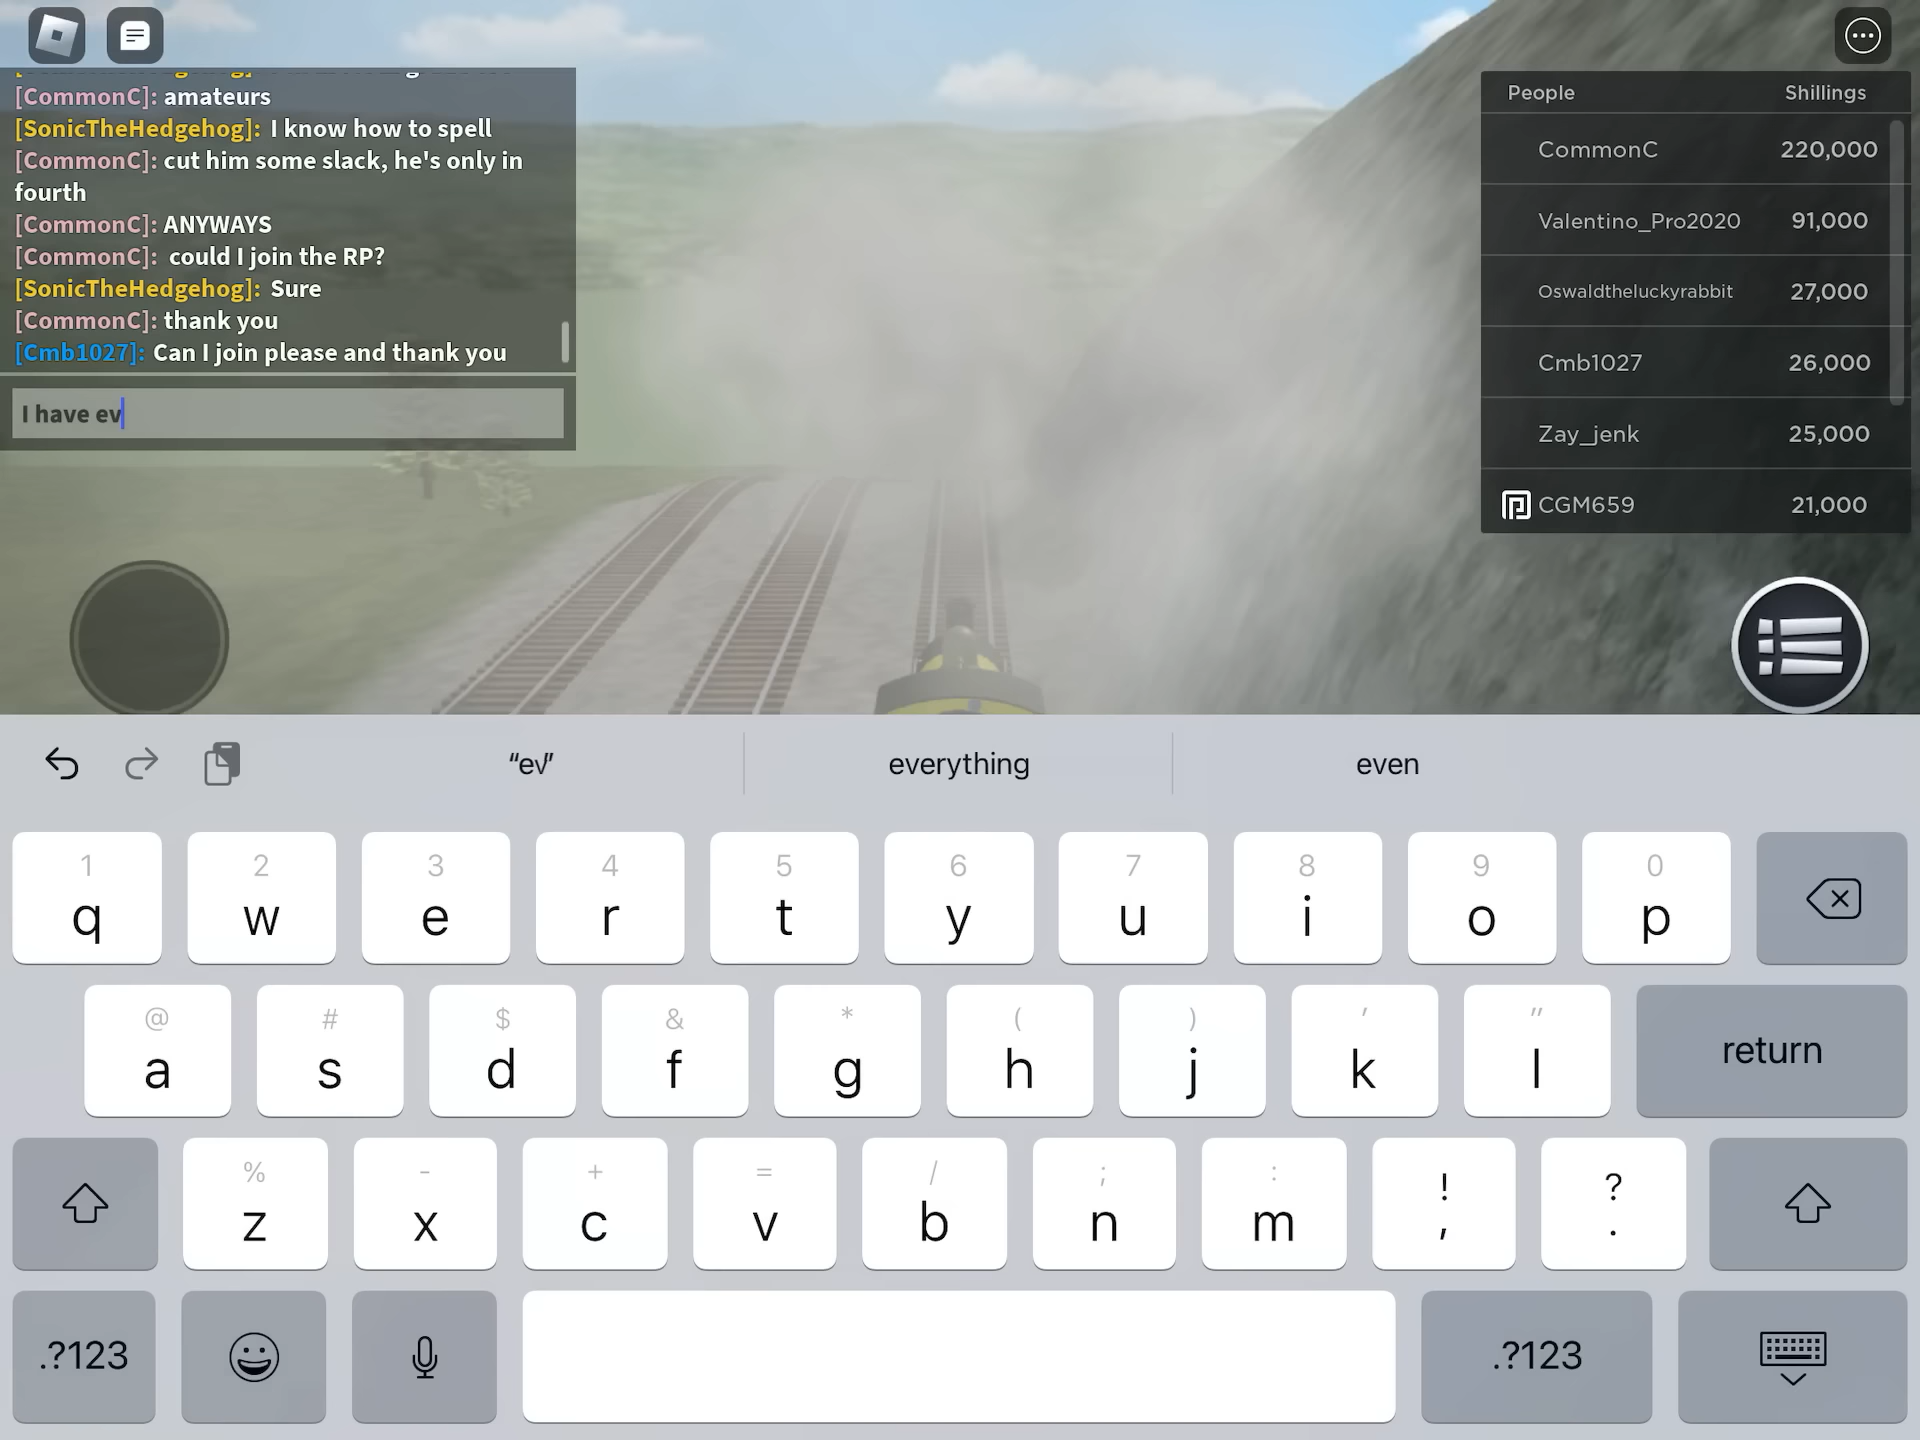 [CommonC]: amateurs
[SonicTheHedgehog]: I know how to spell
[CommonC]: cut him some slack, he's only in
fourth
[CommonC]: ANYWAYS
[CommonC]: could I join the RP?
[SonicTheHedgehog]: Sure
[CommonC]: thank you
[Cmb1027]: Can I join please and thank you
I have ev
People Shillings
CommonC 220,000
Valentino_Pro2020 91,000
Oswaldtheluckyrabbit 27,000
Cmb1027 26,000
Zay_jenk 25,000
CGM659 21,000
“ev” everything even
1 2 3 4 5 6 7 8 9 0
q w e r t y u i o p
@ # $ & * ( ) ' "
a s d f g h j k l return
% - + = / ; : ! ?
z x c v b n m , .
.?123 .?123